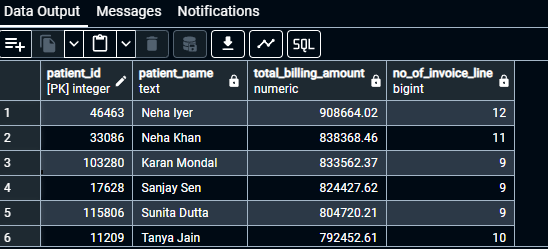 Data Output Messages Notifications
SQL
patient_id patient_name total_billing_amount no_of_invoice_line
[PK] integer text numeric bigint
1 46463 Neha Iyer 908664.02 12
2 33086 Neha Khan 838368.46 11
3 103280 Karan Mondal 833562.37 9
4 17628 Sanjay Sen 824427.62 9
5 115806 Sunita Dutta 804720.21 9
6 11209 Tanya Jain 792452.61 10